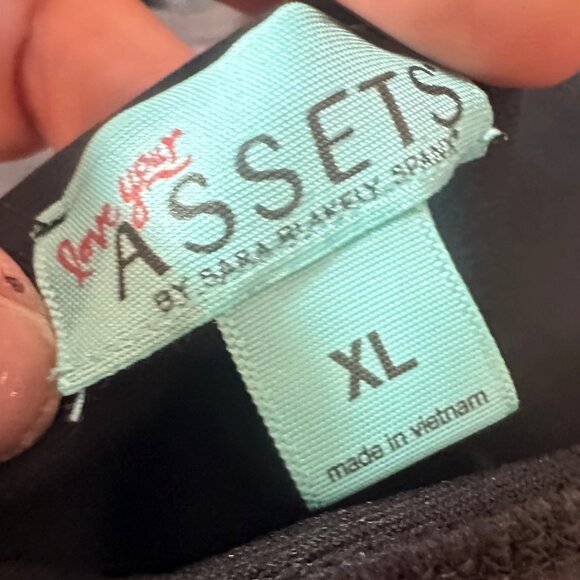 love your
ASSETS
BY SARA BLAKELY SPANX
XL
made in vietnam